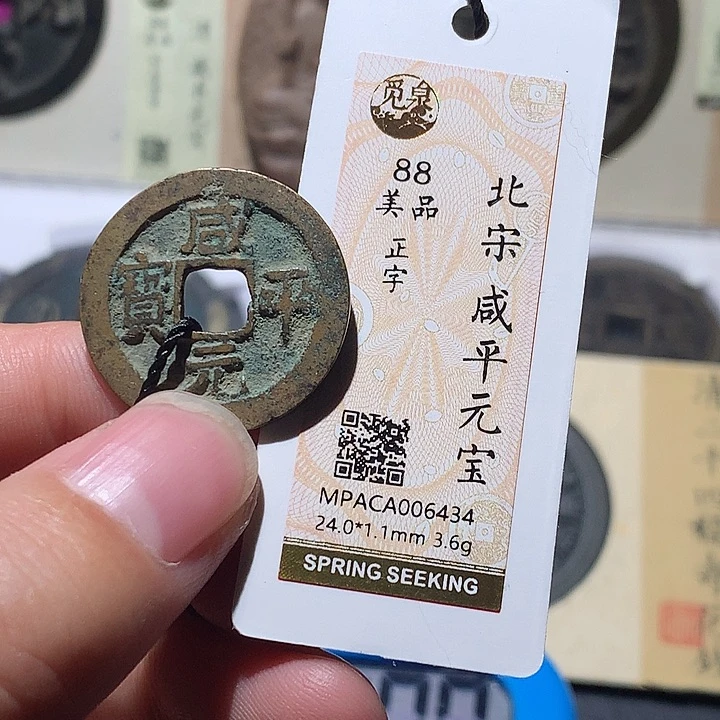 咸平元寶
觅泉
88
美品
正字
北宋 咸平元宝
MPACA006434
24.0*1.1mm 3.6g
SPRING SEEKING